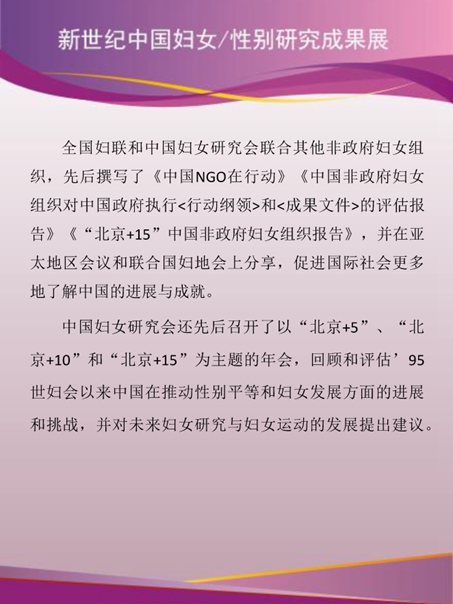 新世纪中国妇女/性别研究成果展
全国妇联和中国妇女研究会联合其他非政府妇女组
织，先后撰写了《中国NGO在行动》《中国非政府妇女
组织对中国政府执行<行动纲领>和<成果文件>的评估报
告》《“北京+15”中国非政府妇女组织报告》，并在亚
太地区会议和联合国妇地会上分享，促进国际社会更多
地了解中国的进展与成就。
中国妇女研究会还先后召开了以“北京+5”、“北
京+10”和“北京+15”为主题的年会，回顾和评估’95
世妇会以来中国在推动性别平等和妇女发展方面的进展
和挑战，并对未来妇女研究与妇女运动的发展提出建议。